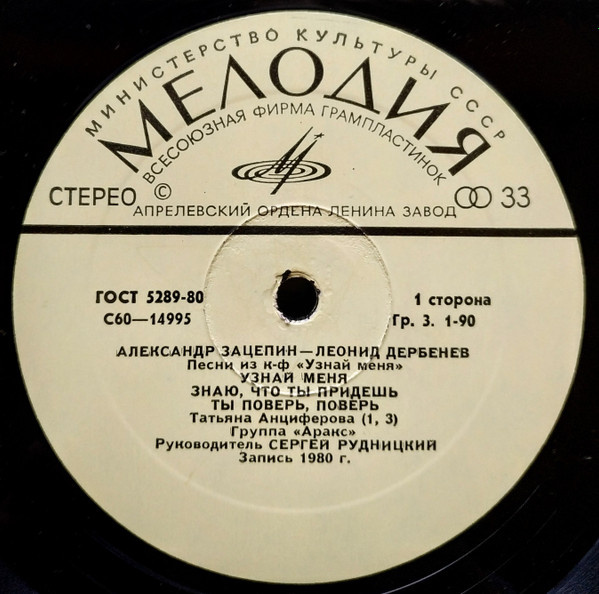 МИНИСТЕРСТВО КУЛЬТУРЫ СССР
МЕЛОДИЯ
ВСЕСОЮЗНАЯ ФИРМА ГРАМПЛАСТИНОК
СТЕРЕО © 33
АПРЕЛЕВСКИЙ ОРДЕНА ЛЕНИНА ЗАВОД
ГОСТ 5289-80 1 сторона
С60—14995 Гр. 3. 1-90
АЛЕКСАНДР ЗАЦЕПИН—ЛЕОНИД ДЕРБЕНЕВ
Песни из к-ф «Узнай меня»
УЗНАЙ МЕНЯ
ЗНАЮ, ЧТО ТЫ ПРИДЕШЬ
ТЫ ПОВЕРЬ, ПОВЕРЬ
Татьяна Анциферова (1, 3)
Группа «Аракс»
Руководитель СЕРГЕЙ РУДНИЦКИЙ
Запись 1980 г.